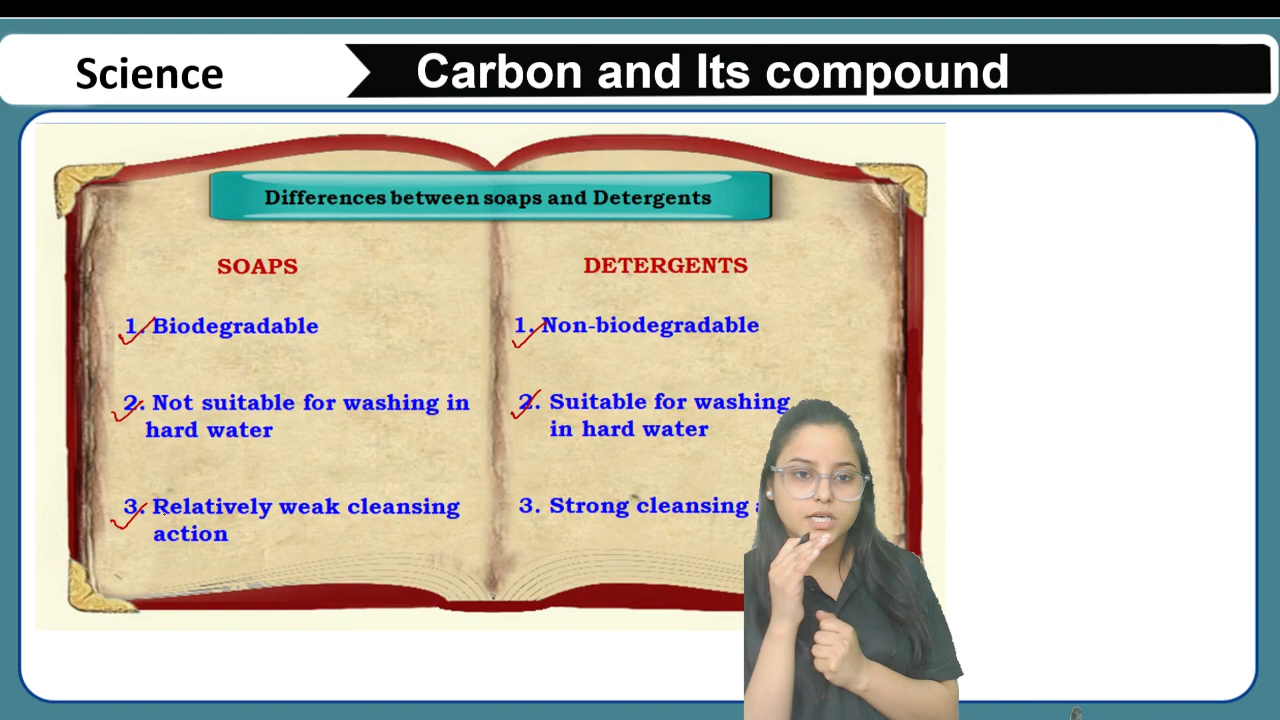 Science
Carbon and Its compound
Differences between soaps and Detergents
SOAPS
1. Biodegradable
2. Not suitable for washing in
hard water
3. Relatively weak cleansing
action
DETERGENTS
1. Non-biodegradable
2. Suitable for washing
in hard water
3. Strong cleansing